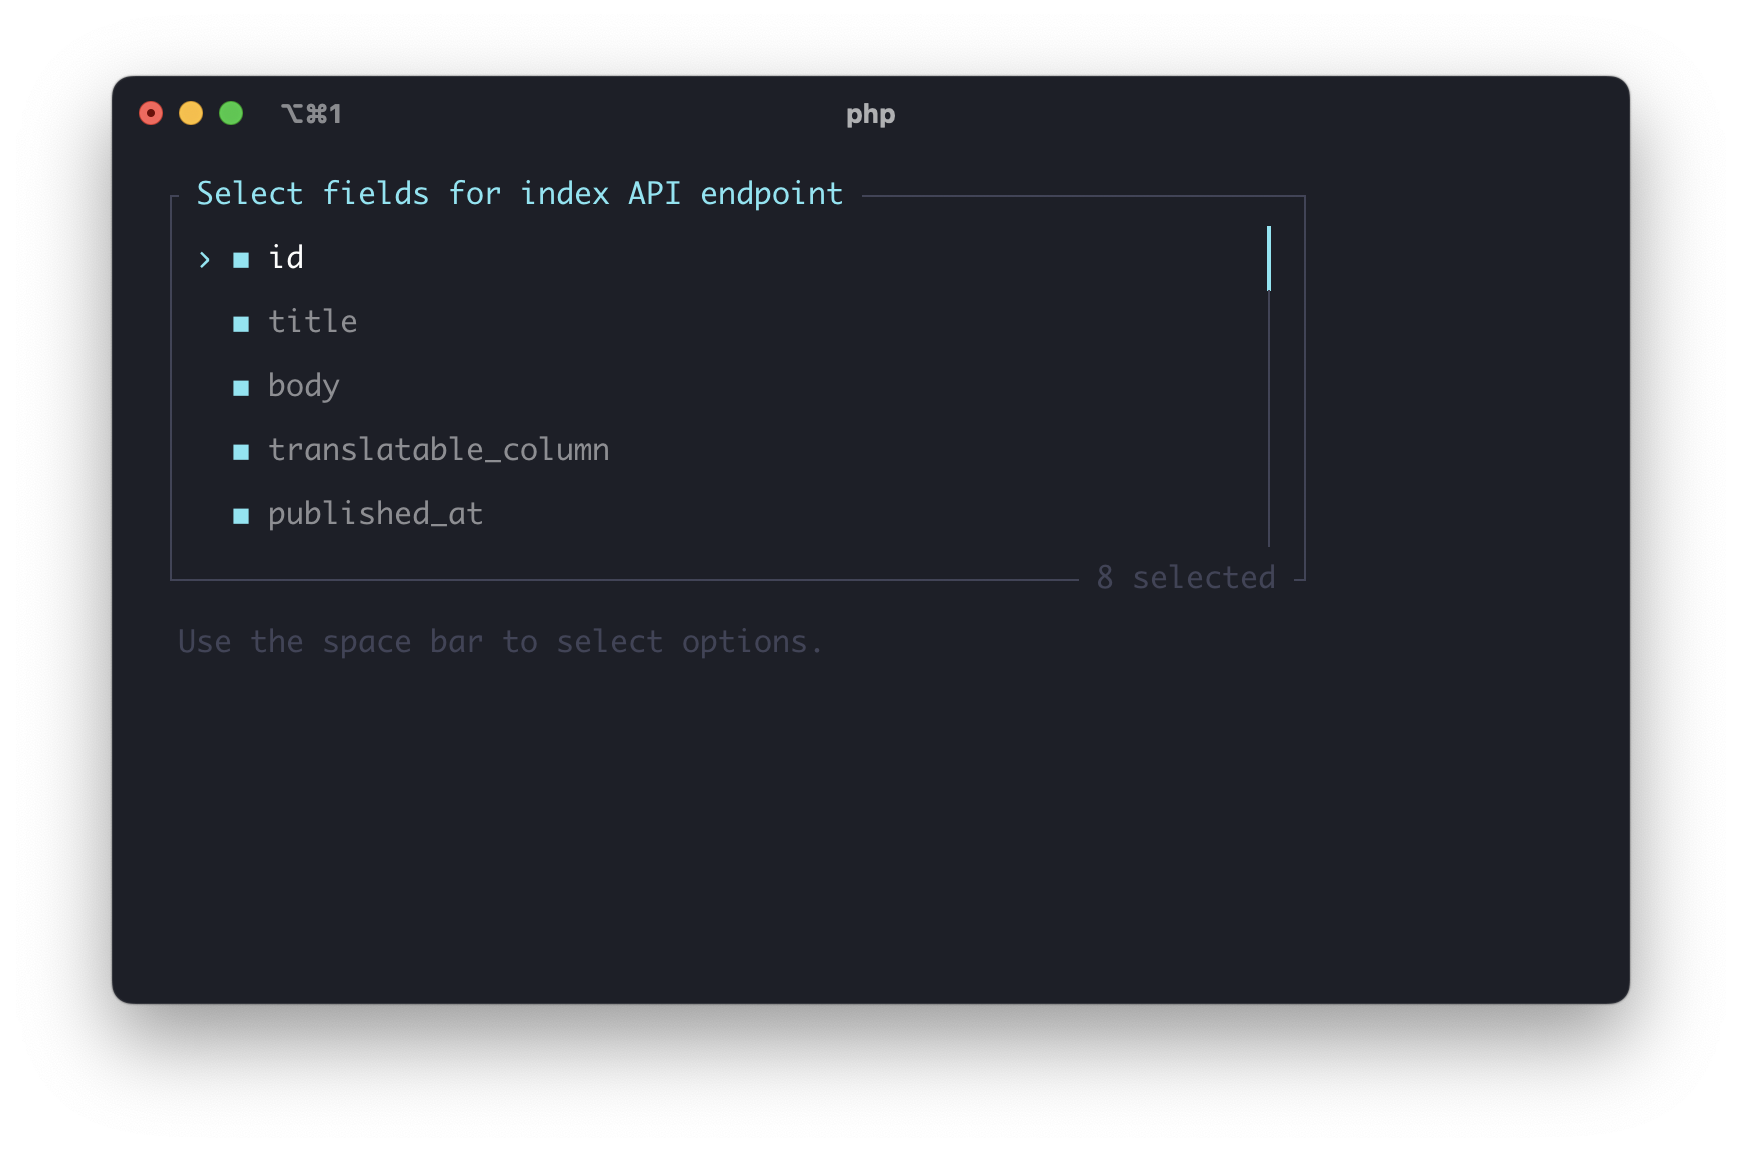 ⌥⌘1 php
Select fields for index API endpoint
› ■ id
■ title
■ body
■ translatable_column
■ published_at
8 selected
Use the space bar to select options.